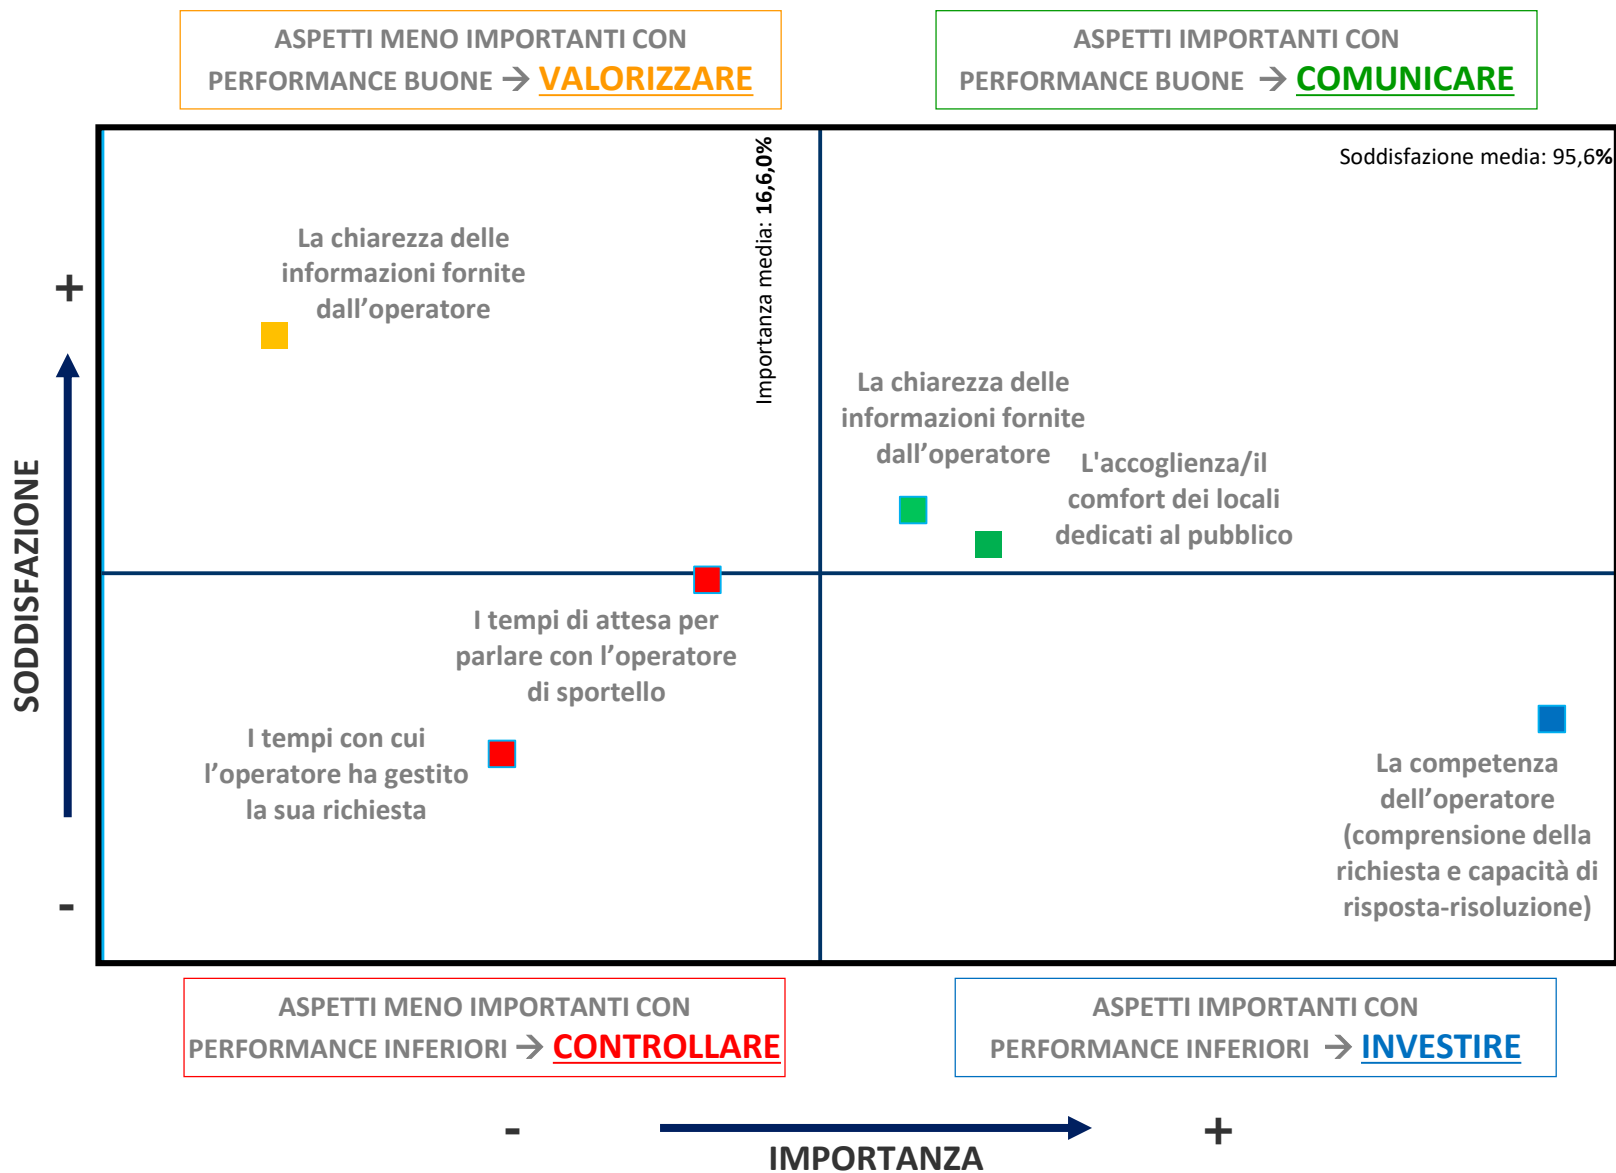 ASPETTI MENO IMPORTANTI CON
PERFORMANCE BUONE → VALORIZZARE
ASPETTI IMPORTANTI CON
PERFORMANCE BUONE → COMUNICARE
Importanza media: 16,6,0%
Soddisfazione media: 95,6%
La chiarezza delle
informazioni fornite
dall’operatore
La chiarezza delle
informazioni fornite
dall’operatore
L'accoglienza/il
comfort dei locali
dedicati al pubblico
I tempi di attesa per
parlare con l’operatore
di sportello
I tempi con cui
l’operatore ha gestito
la sua richiesta
La competenza
dell’operatore
(comprensione della
richiesta e capacità di
risposta-risoluzione)
+
SODDISFAZIONE
-
ASPETTI MENO IMPORTANTI CON
PERFORMANCE INFERIORI → CONTROLLARE
ASPETTI IMPORTANTI CON
PERFORMANCE INFERIORI → INVESTIRE
-
+
IMPORTANZA